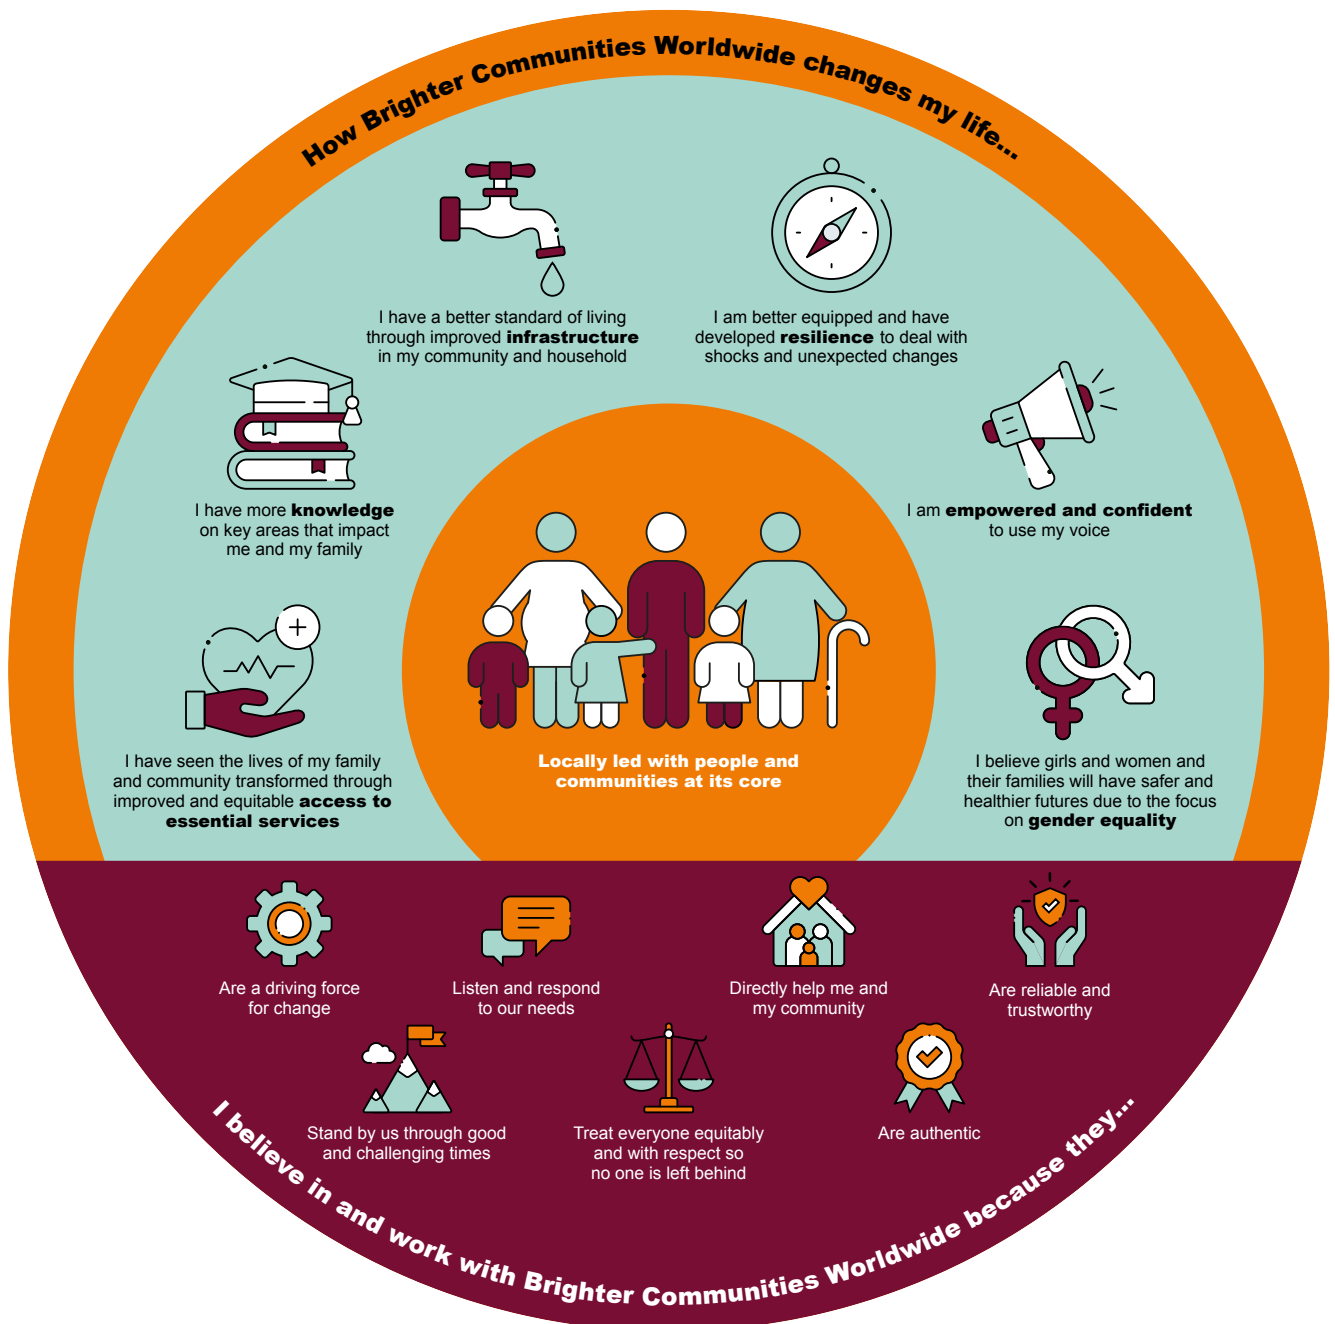 How Brighter Communities Worldwide changes my life...
I have a better standard of living
through improved infrastructure
in my community and household
I am better equipped and have
developed resilience to deal with
shocks and unexpected changes
I have more knowledge
on key areas that impact
me and my family
I am empowered and confident
to use my voice
I have seen the lives of my family
and community transformed through
improved and equitable access to
essential services
Locally led with people and
communities at its core
I believe girls and women and
their families will have safer and
healthier futures due to the focus
on gender equality
Are a driving force
for change
Listen and respond
to our needs
Directly help me and
my community
Are reliable and
trustworthy
Stand by us through good
and challenging times
Treat everyone equitably
and with respect so
no one is left behind
Are authentic
I believe in and work with Brighter Communities Worldwide because they...